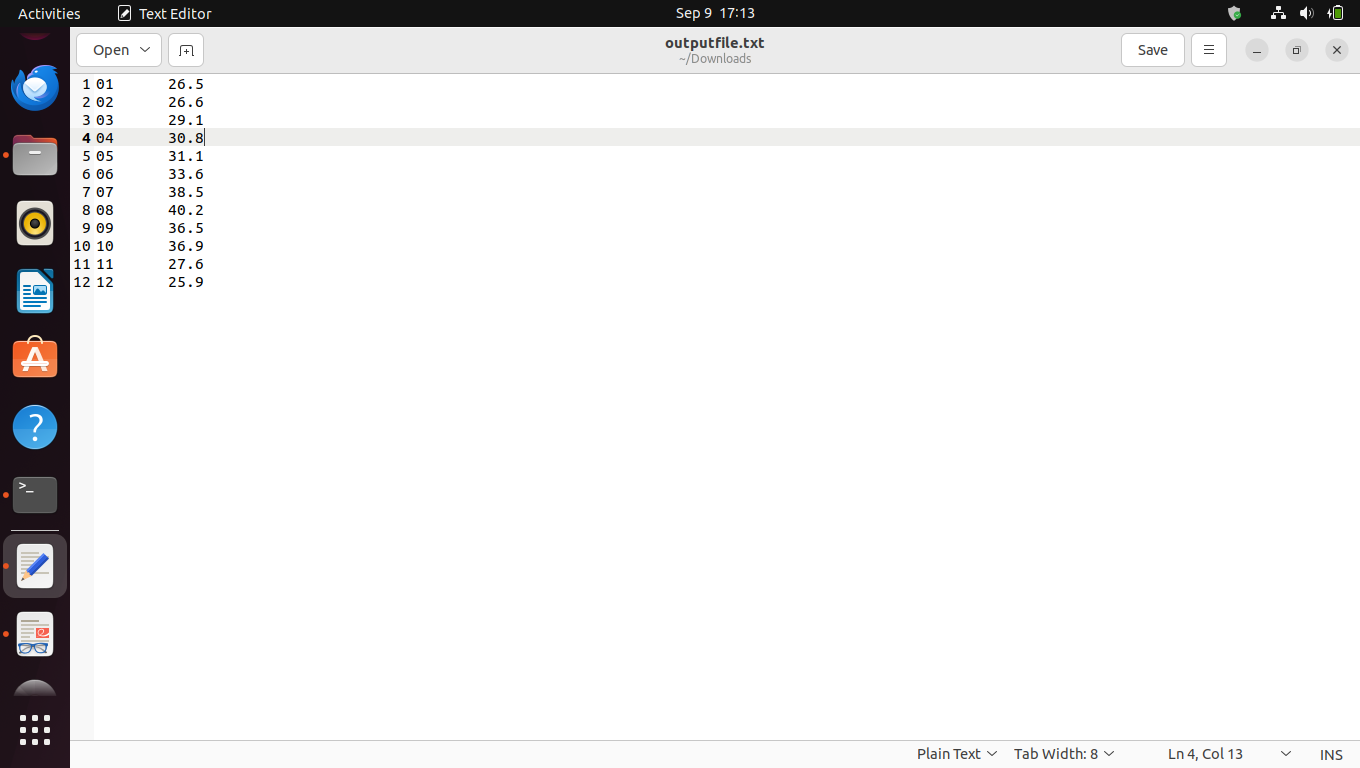 Activities Text Editor Sep 9 17:13
Open outputfile.txt Save
~/Downloads
1 01 26.5
2 02 26.6
3 03 29.1
4 04 30.8
5 05 31.1
6 06 33.6
7 07 38.5
8 08 40.2
9 09 36.5
10 10 36.9
11 11 27.6
12 12 25.9
Plain Text Tab Width: 8 Ln 4, Col 13 INS